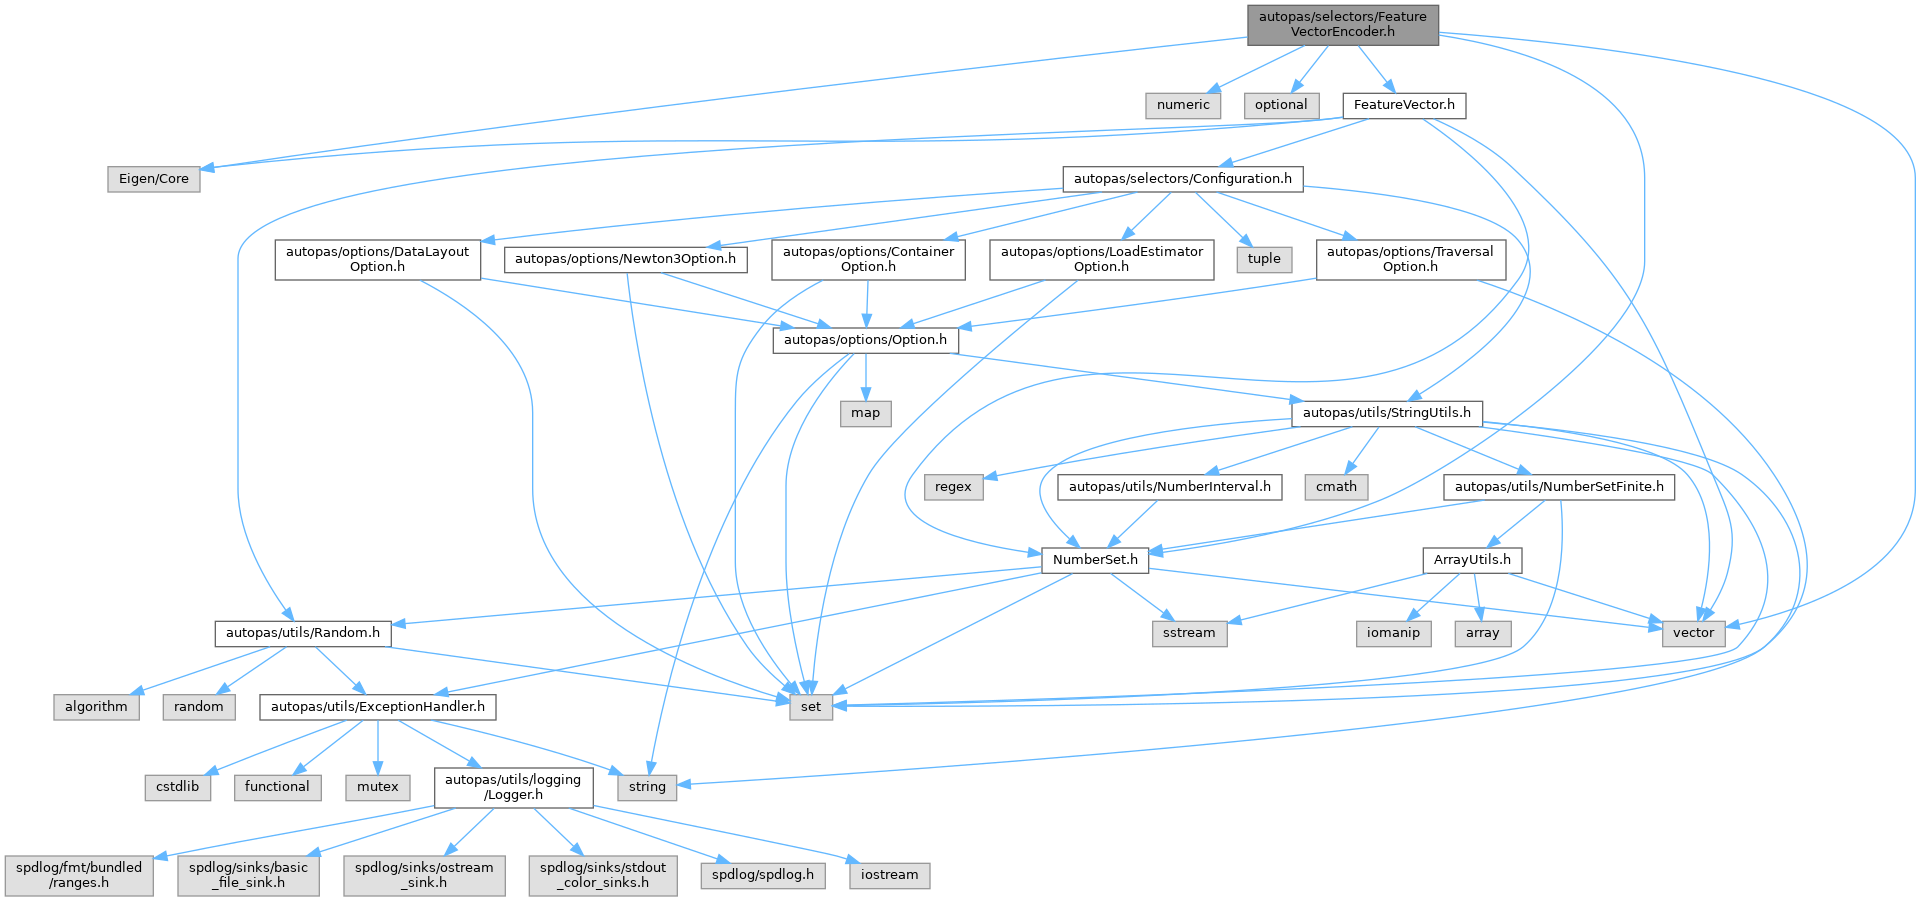 autopas/selectors/Feature
VectorEncoder.h
numeric
optional
FeatureVector.h
Eigen/Core
autopas/selectors/Configuration.h
autopas/options/DataLayout
Option.h
autopas/options/Newton3Option.h
autopas/options/Container
Option.h
autopas/options/LoadEstimator
Option.h
tuple
autopas/options/Traversal
Option.h
autopas/options/Option.h
map
autopas/utils/StringUtils.h
regex
autopas/utils/NumberInterval.h
cmath
autopas/utils/NumberSetFinite.h
NumberSet.h
ArrayUtils.h
autopas/utils/Random.h
sstream
iomanip
array
vector
algorithm
random
autopas/utils/ExceptionHandler.h
set
cstdlib
functional
mutex
autopas/utils/logging
/Logger.h
string
spdlog/fmt/bundled
/ranges.h
spdlog/sinks/basic
_file_sink.h
spdlog/sinks/ostream
_sink.h
spdlog/sinks/stdout
_color_sinks.h
spdlog/spdlog.h
iostream